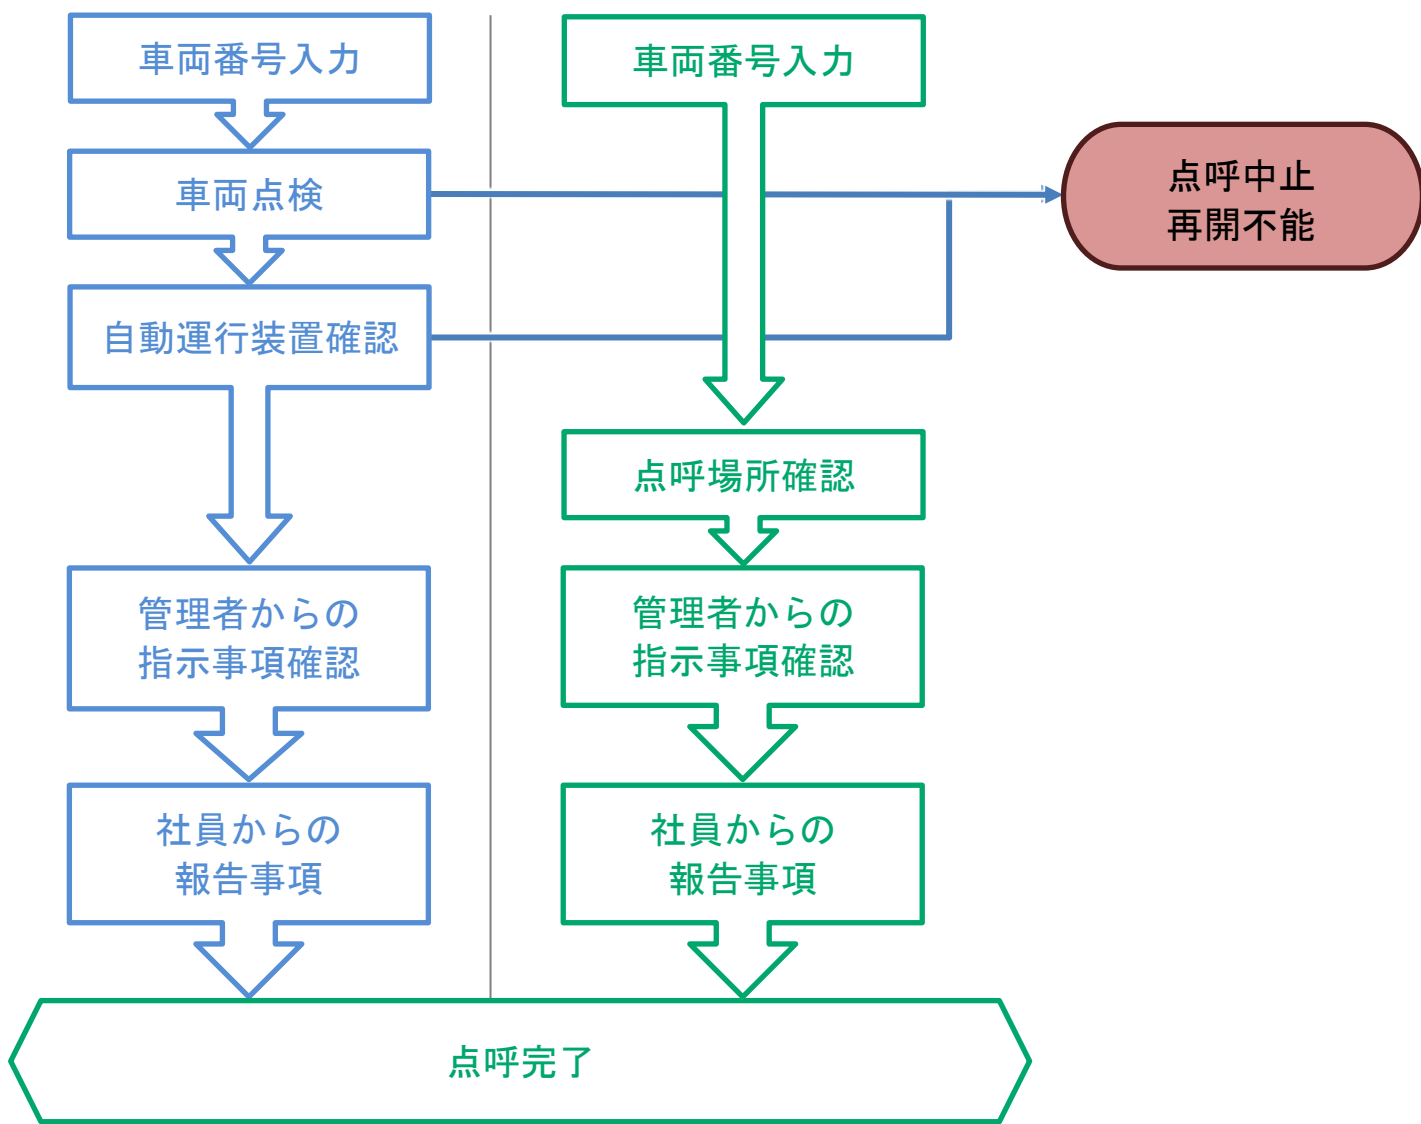 車両番号入力
車両点検
自動運行装置確認
管理者からの
指示事項確認
社員からの
報告事項
車両番号入力
点呼場所確認
管理者からの
指示事項確認
社員からの
報告事項
点呼中止
再開不能
点呼完了